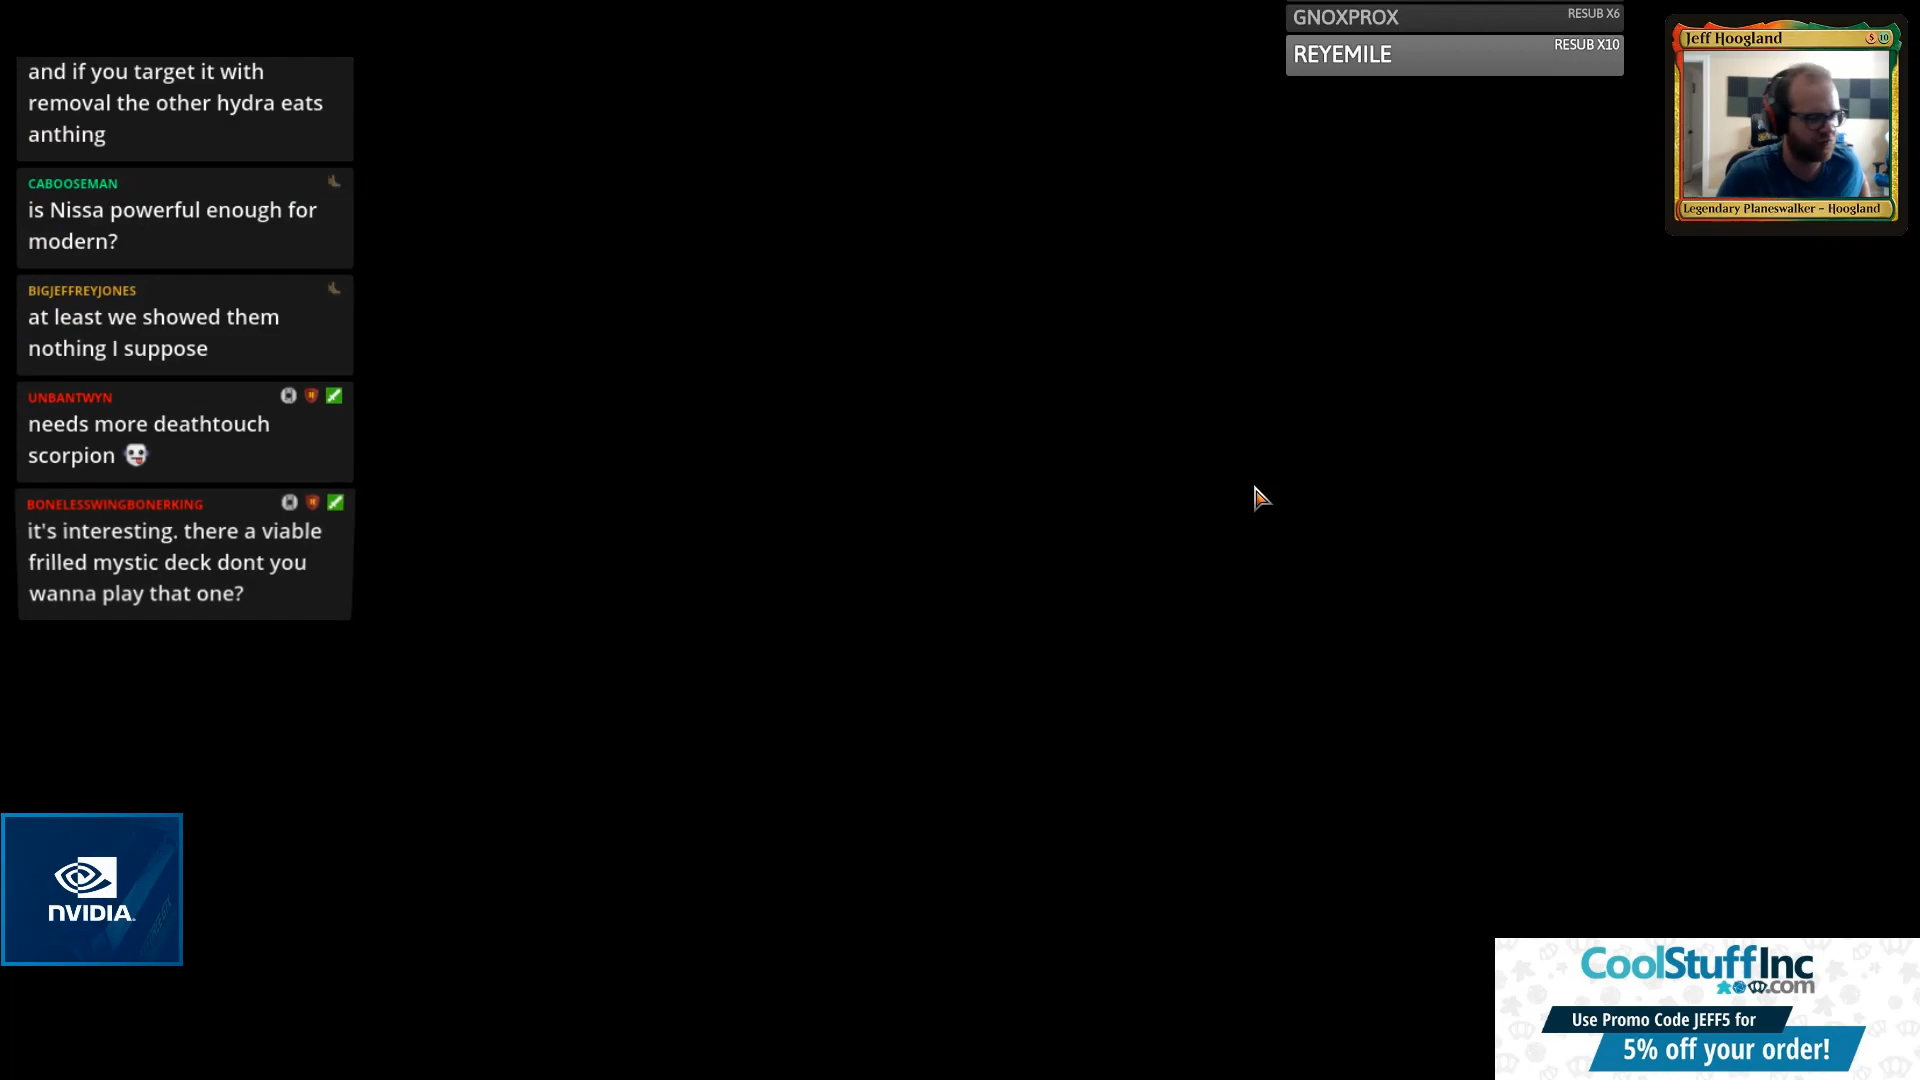 GNOXPROX
RESUB X6
REYEMILE
RESUB X10
Jeff Hoogland
Legendary Planeswalker – Hoogland
and if you target it with
removal the other hydra eats
anthing
CABOOSEMAN
is Nissa powerful enough for
modern?
BIGJEFFREYJONES
at least we showed them
nothing I suppose
UNBANTWYN
needs more deathtouch
scorpion
BONELESSWINGBONERKING
it's interesting. there a viable
frilled mystic deck dont you
wanna play that one?
NVIDIA.
CoolStuffInc
.com
Use Promo Code JEFF5 for
5% off your order!